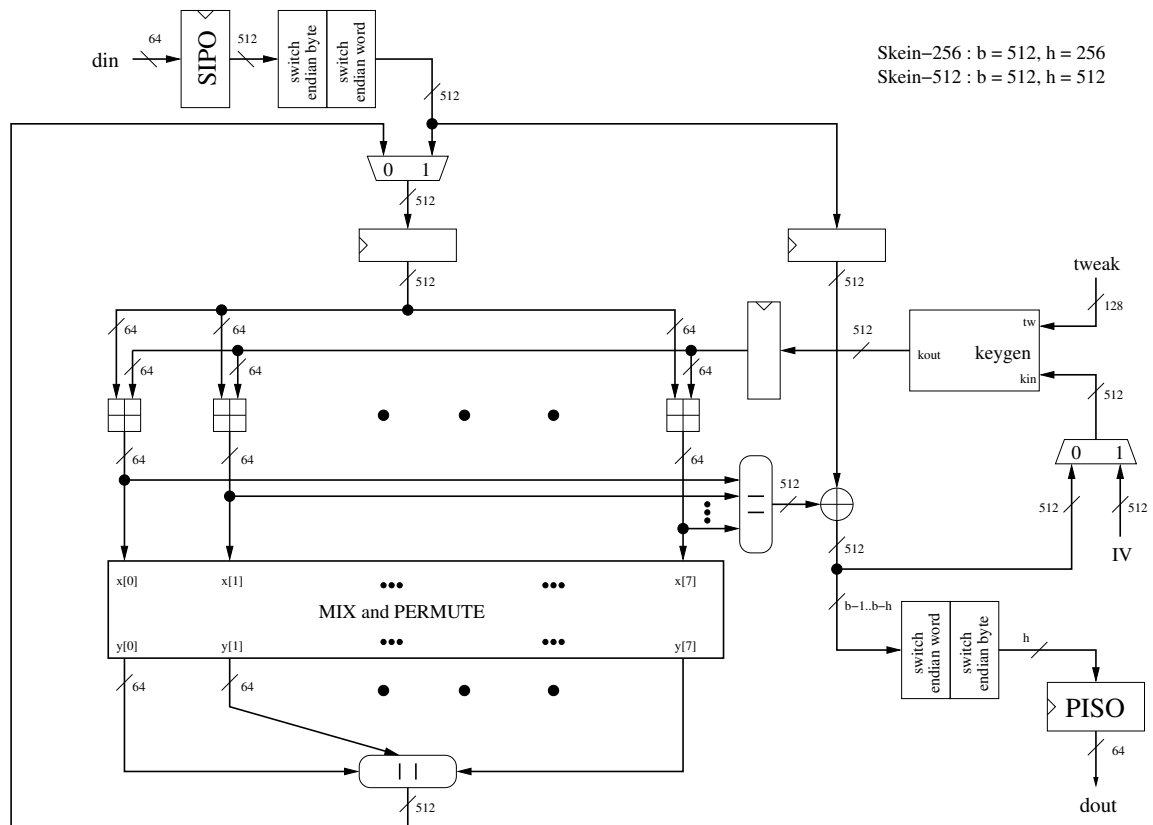 Skein−256 : b = 512, h = 256
Skein−512 : b = 512, h = 512
din
64
SIPO
512
switch
endian byte
switch
endian word
512
0 1
512
512
512
tweak
128
64
64
64
64
64
64
512
kout
tw
keygen
kin
512
0 1
64
64
64
512
| |
512
512
512
IV
512
x[0]
x[1]
x[7]
MIX and PERMUTE
y[0]
y[1]
y[7]
b−1..b−h
switch
endian word
switch
endian byte
h
64
64
PISO
64
| |
512
dout